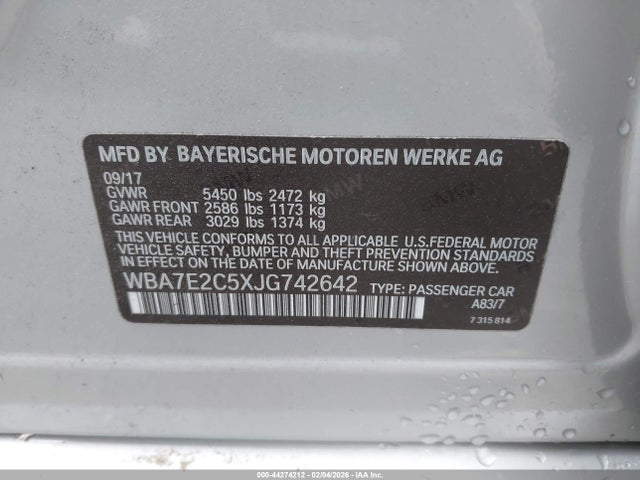 MFD BY BAYERISCHE MOTOREN WERKE AG
09/17
GVWR 5450 lbs 2472 kg
GAWR FRONT 2586 lbs 1173 kg
GAWR REAR 3029 lbs 1374 kg
THIS VEHICLE CONFORMS TO ALL APPLICABLE U.S.FEDERAL MOTOR
VEHICLE SAFETY, BUMPER AND THEFT PREVENTION STANDARDS
IN EFFECT ON THE DATE OF MANUFACTURE SHOWN ABOVE.
WBA7E2C5XJG742642 TYPE: PASSENGER CAR
A83/7
7 315 814
000-44274212 - 02/04/2026 - IAAI.COM